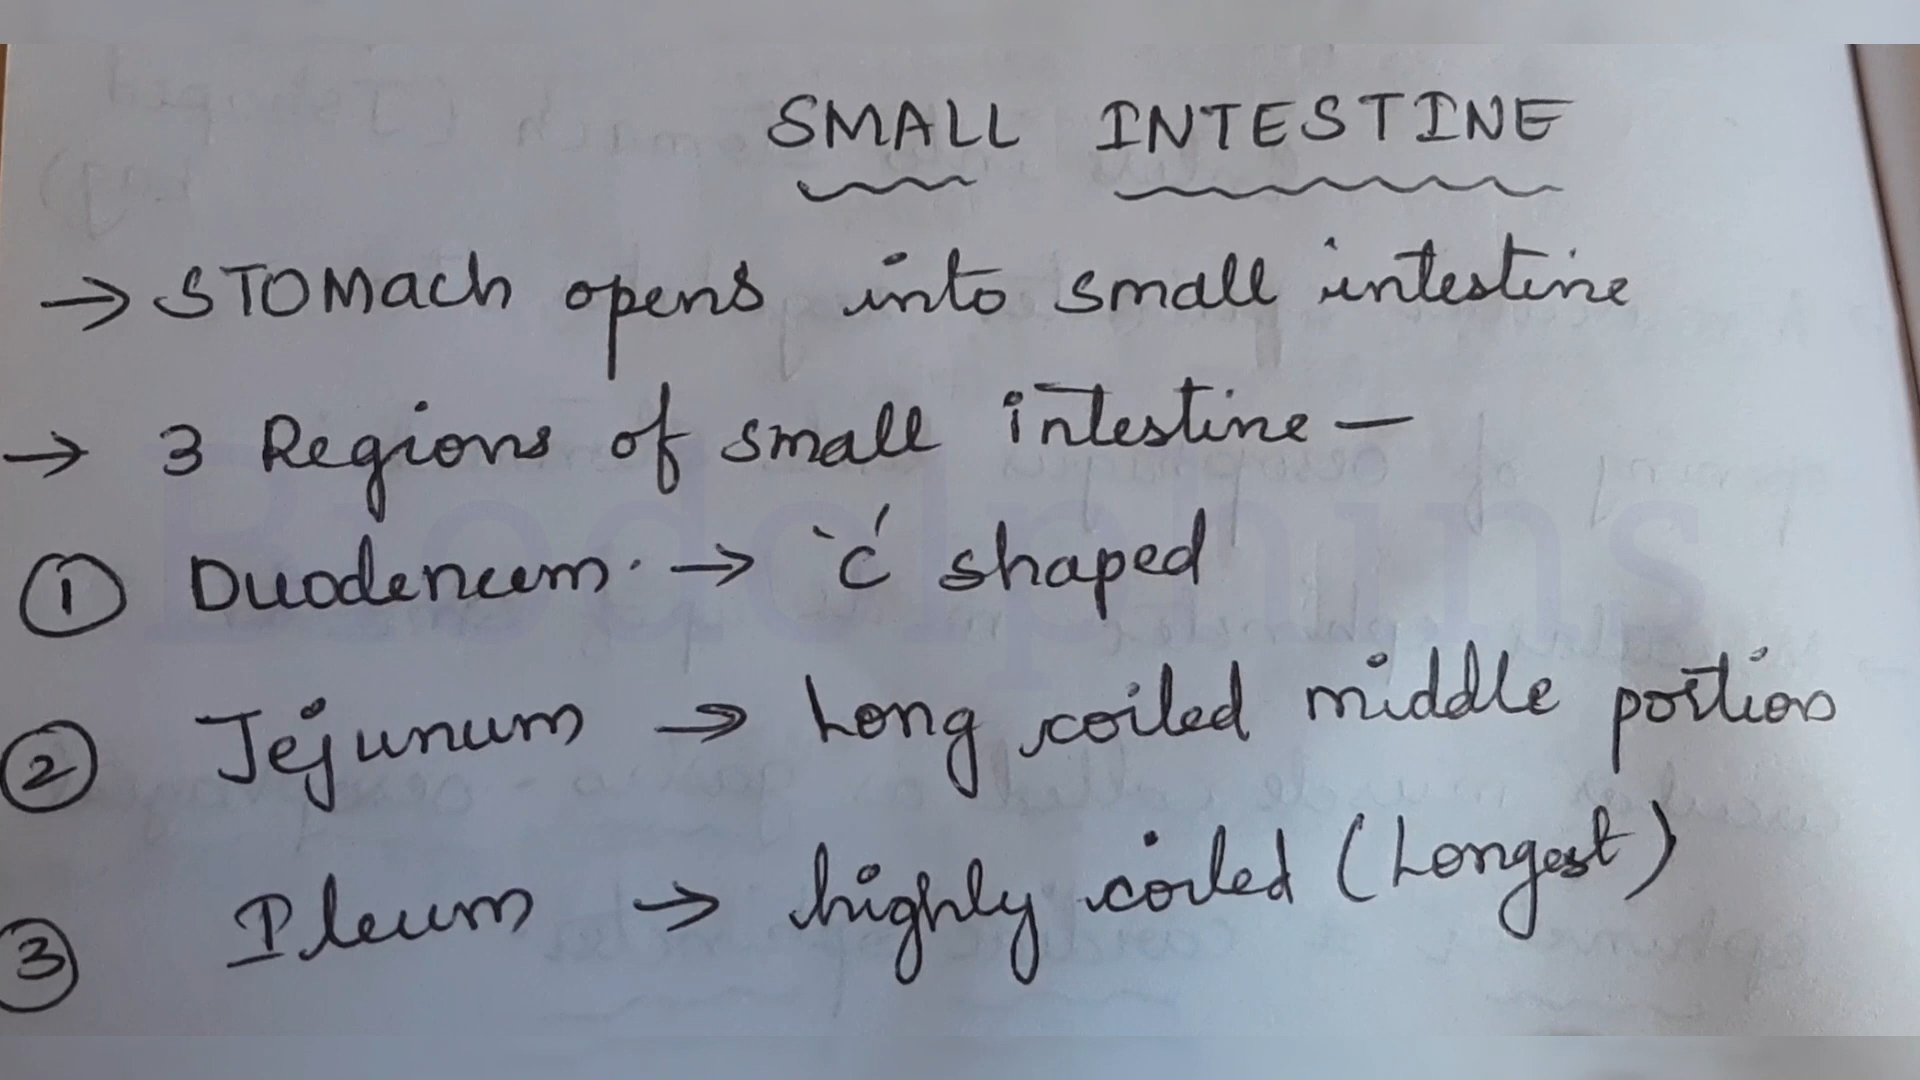 SMALL INTESTINE
→ STOMach opens into small intestine
→ 3 Regions of small intestine —
① Duodenum. → 'C' shaped
② Jejunum → Long coiled middle portion
③ Ileum → highly coiled (Longest)
Biodolphins